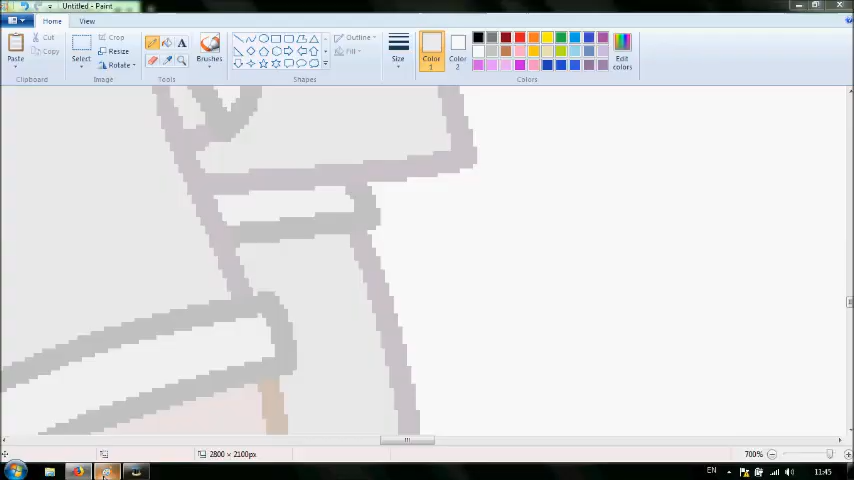 Untitled - Paint
Home View
Paste
Cut
Copy
Clipboard
Select
Crop
Resize
Rotate
Image
A
Tools
Brushes
Outline
Fill
Shapes
Size
Color 1
Color 2
Edit colors
Colors
2800 × 2100px
700%
EN
11:45